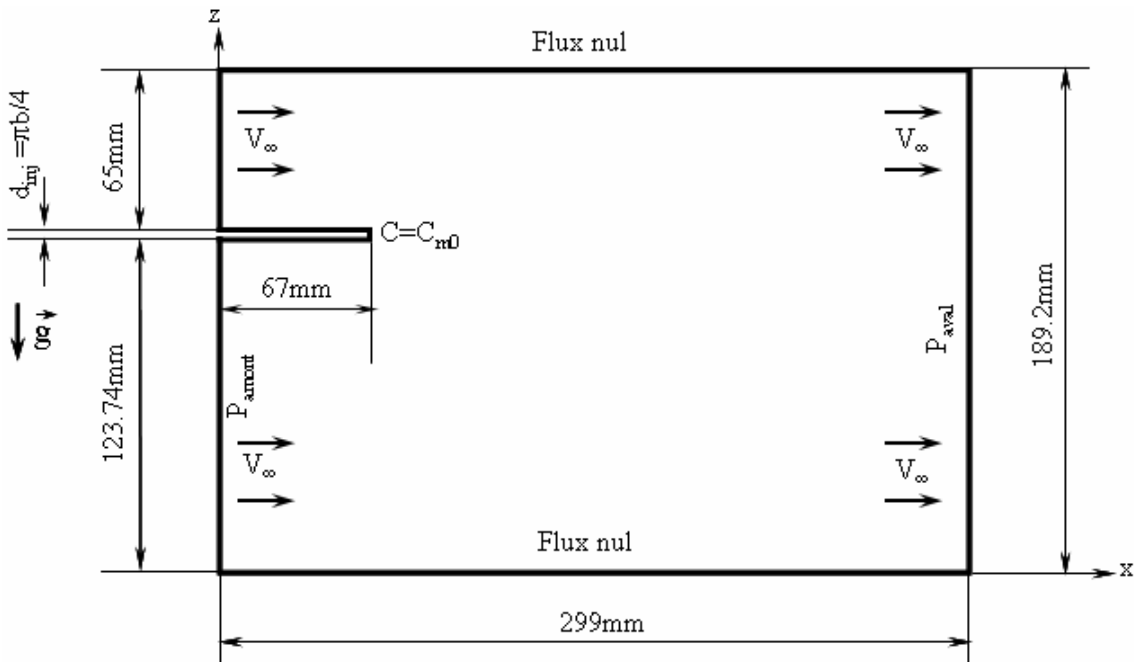 z
Flux nul
V∞
V∞
d_inj =πb/4
65mm
C=C_m0
67mm
g
123.74mm
P_amont
P_aval
189.2mm
V∞
V∞
Flux nul
x
299mm